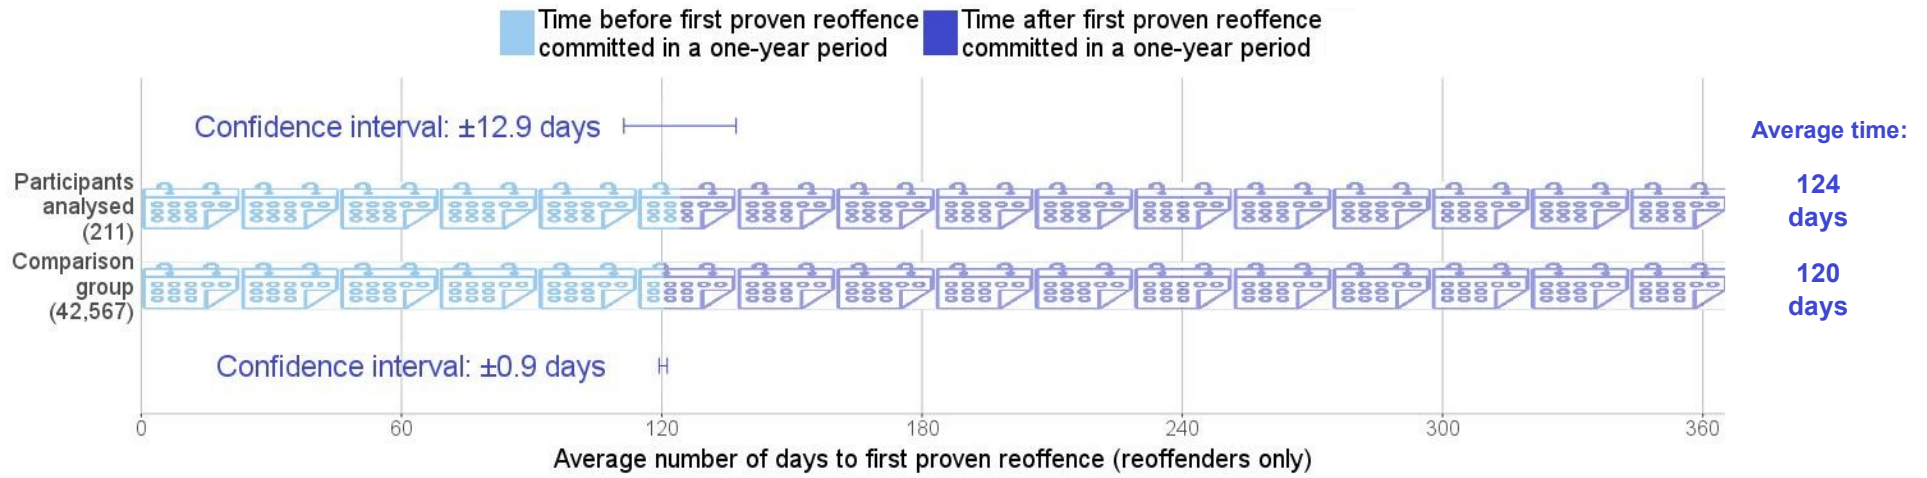 Time before first proven reoffence
committed in a one-year period
Time after first proven reoffence
committed in a one-year period
Confidence interval: ±12.9 days
Average time:
Participants
analysed
(211)
124
days
Comparison
group
(42,567)
120
days
Confidence interval: ±0.9 days
0 60 120 180 240 300 360
Average number of days to first proven reoffence (reoffenders only)